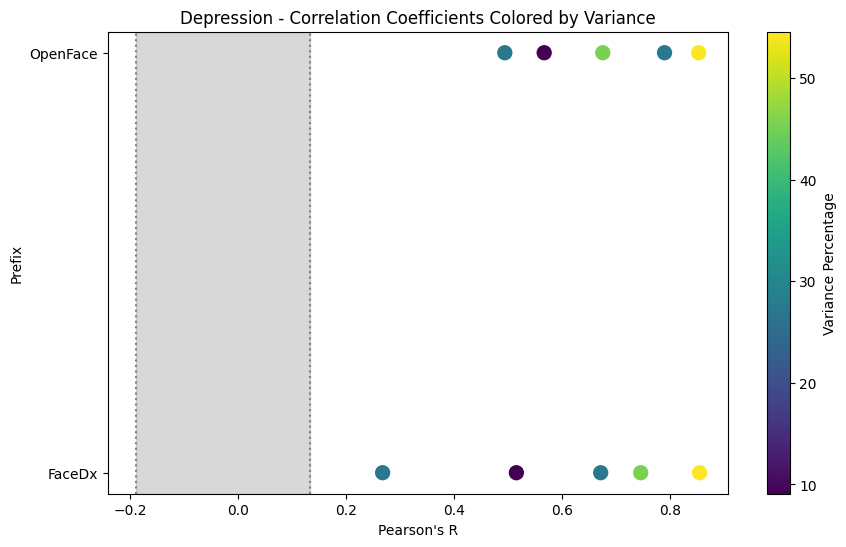 Depression - Correlation Coefficients Colored by Variance
OpenFace
FaceDx
Prefix
−0.2
0.0
0.2
0.4
0.6
0.8
Pearson's R
50
40
30
20
10
Variance Percentage